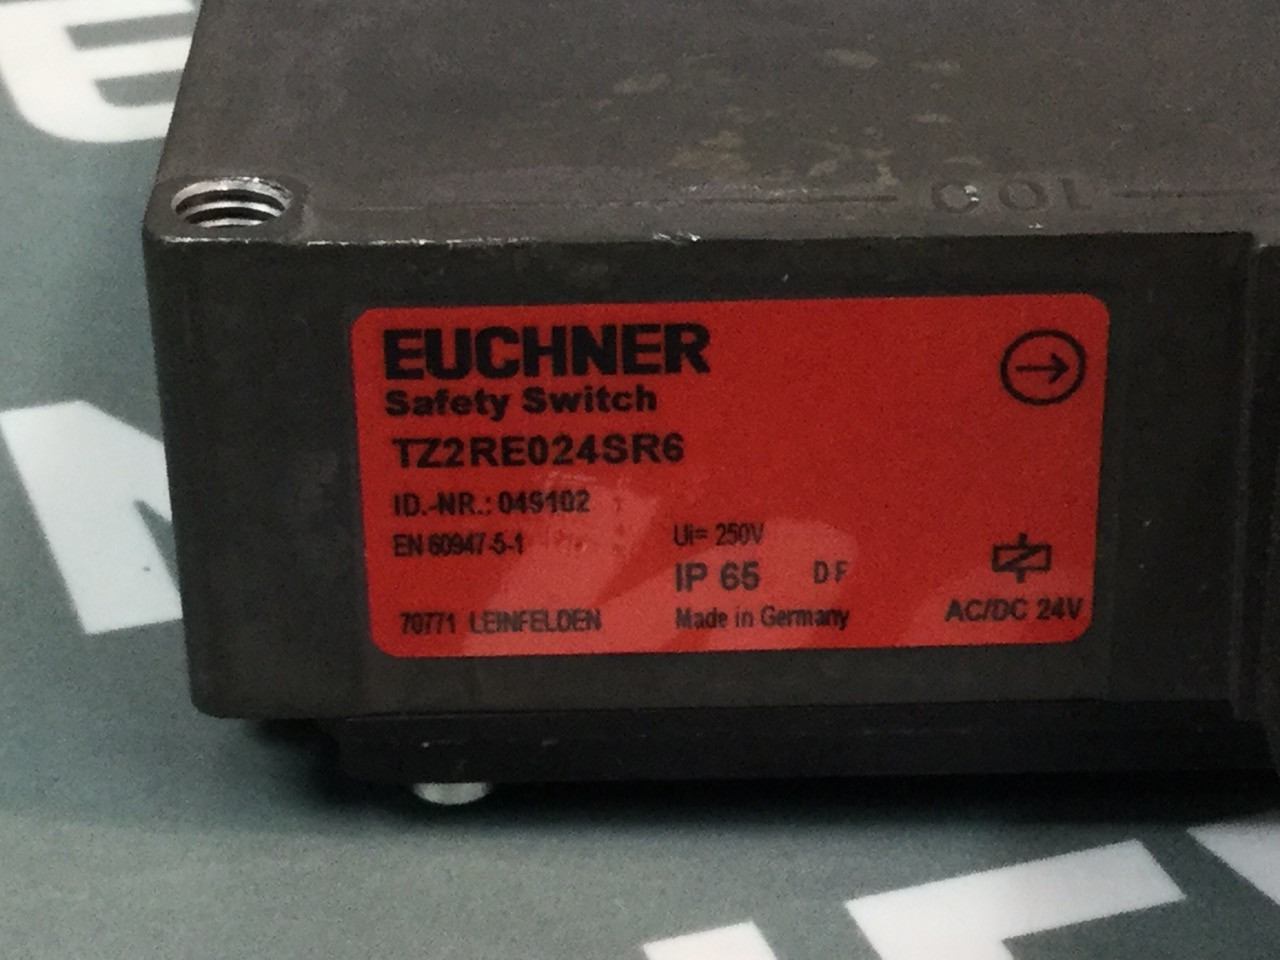 EUCHNER
Safety Switch
TZ2RE024SR6
ID.-NR.: 049102
EN 60947-5-1
Ui= 250V
IP 65 DF
70771 LEINFELDEN
Made in Germany
AC/DC 24V